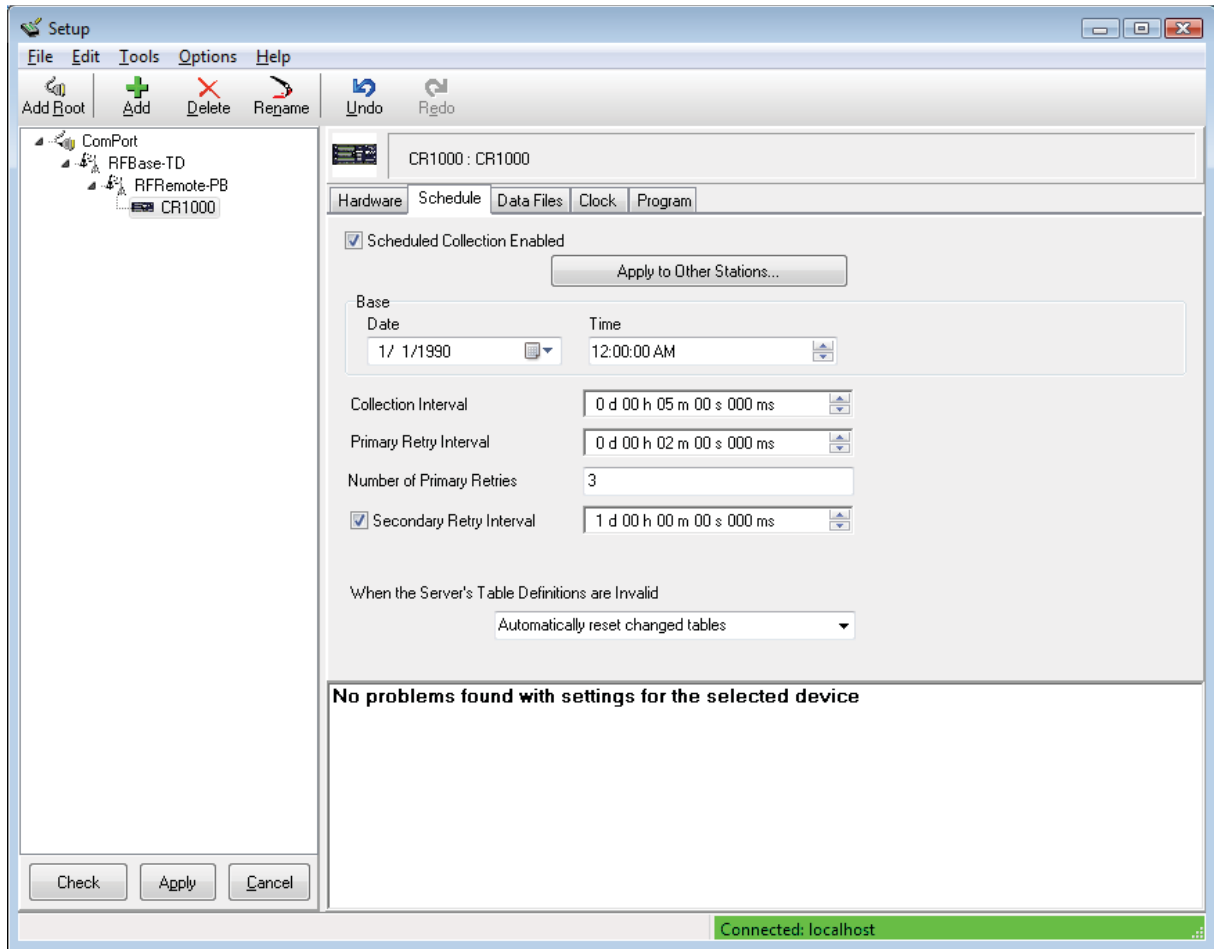 Setup
File Edit Tools Options Help
Add Root Add Delete Rename Undo Redo
ComPort
RFBase-TD
RFRemote-PB
CR1000
CR1000 : CR1000
Hardware Schedule Data Files Clock Program
Scheduled Collection Enabled
Apply to Other Stations...
Base
Date Time
1/ 1/1990 12:00:00 AM
Collection Interval 0 d 00 h 05 m 00 s 000 ms
Primary Retry Interval 0 d 00 h 02 m 00 s 000 ms
Number of Primary Retries 3
Secondary Retry Interval 1 d 00 h 00 m 00 s 000 ms
When the Server's Table Definitions are Invalid
Automatically reset changed tables
No problems found with settings for the selected device
Check Apply Cancel
Connected: localhost